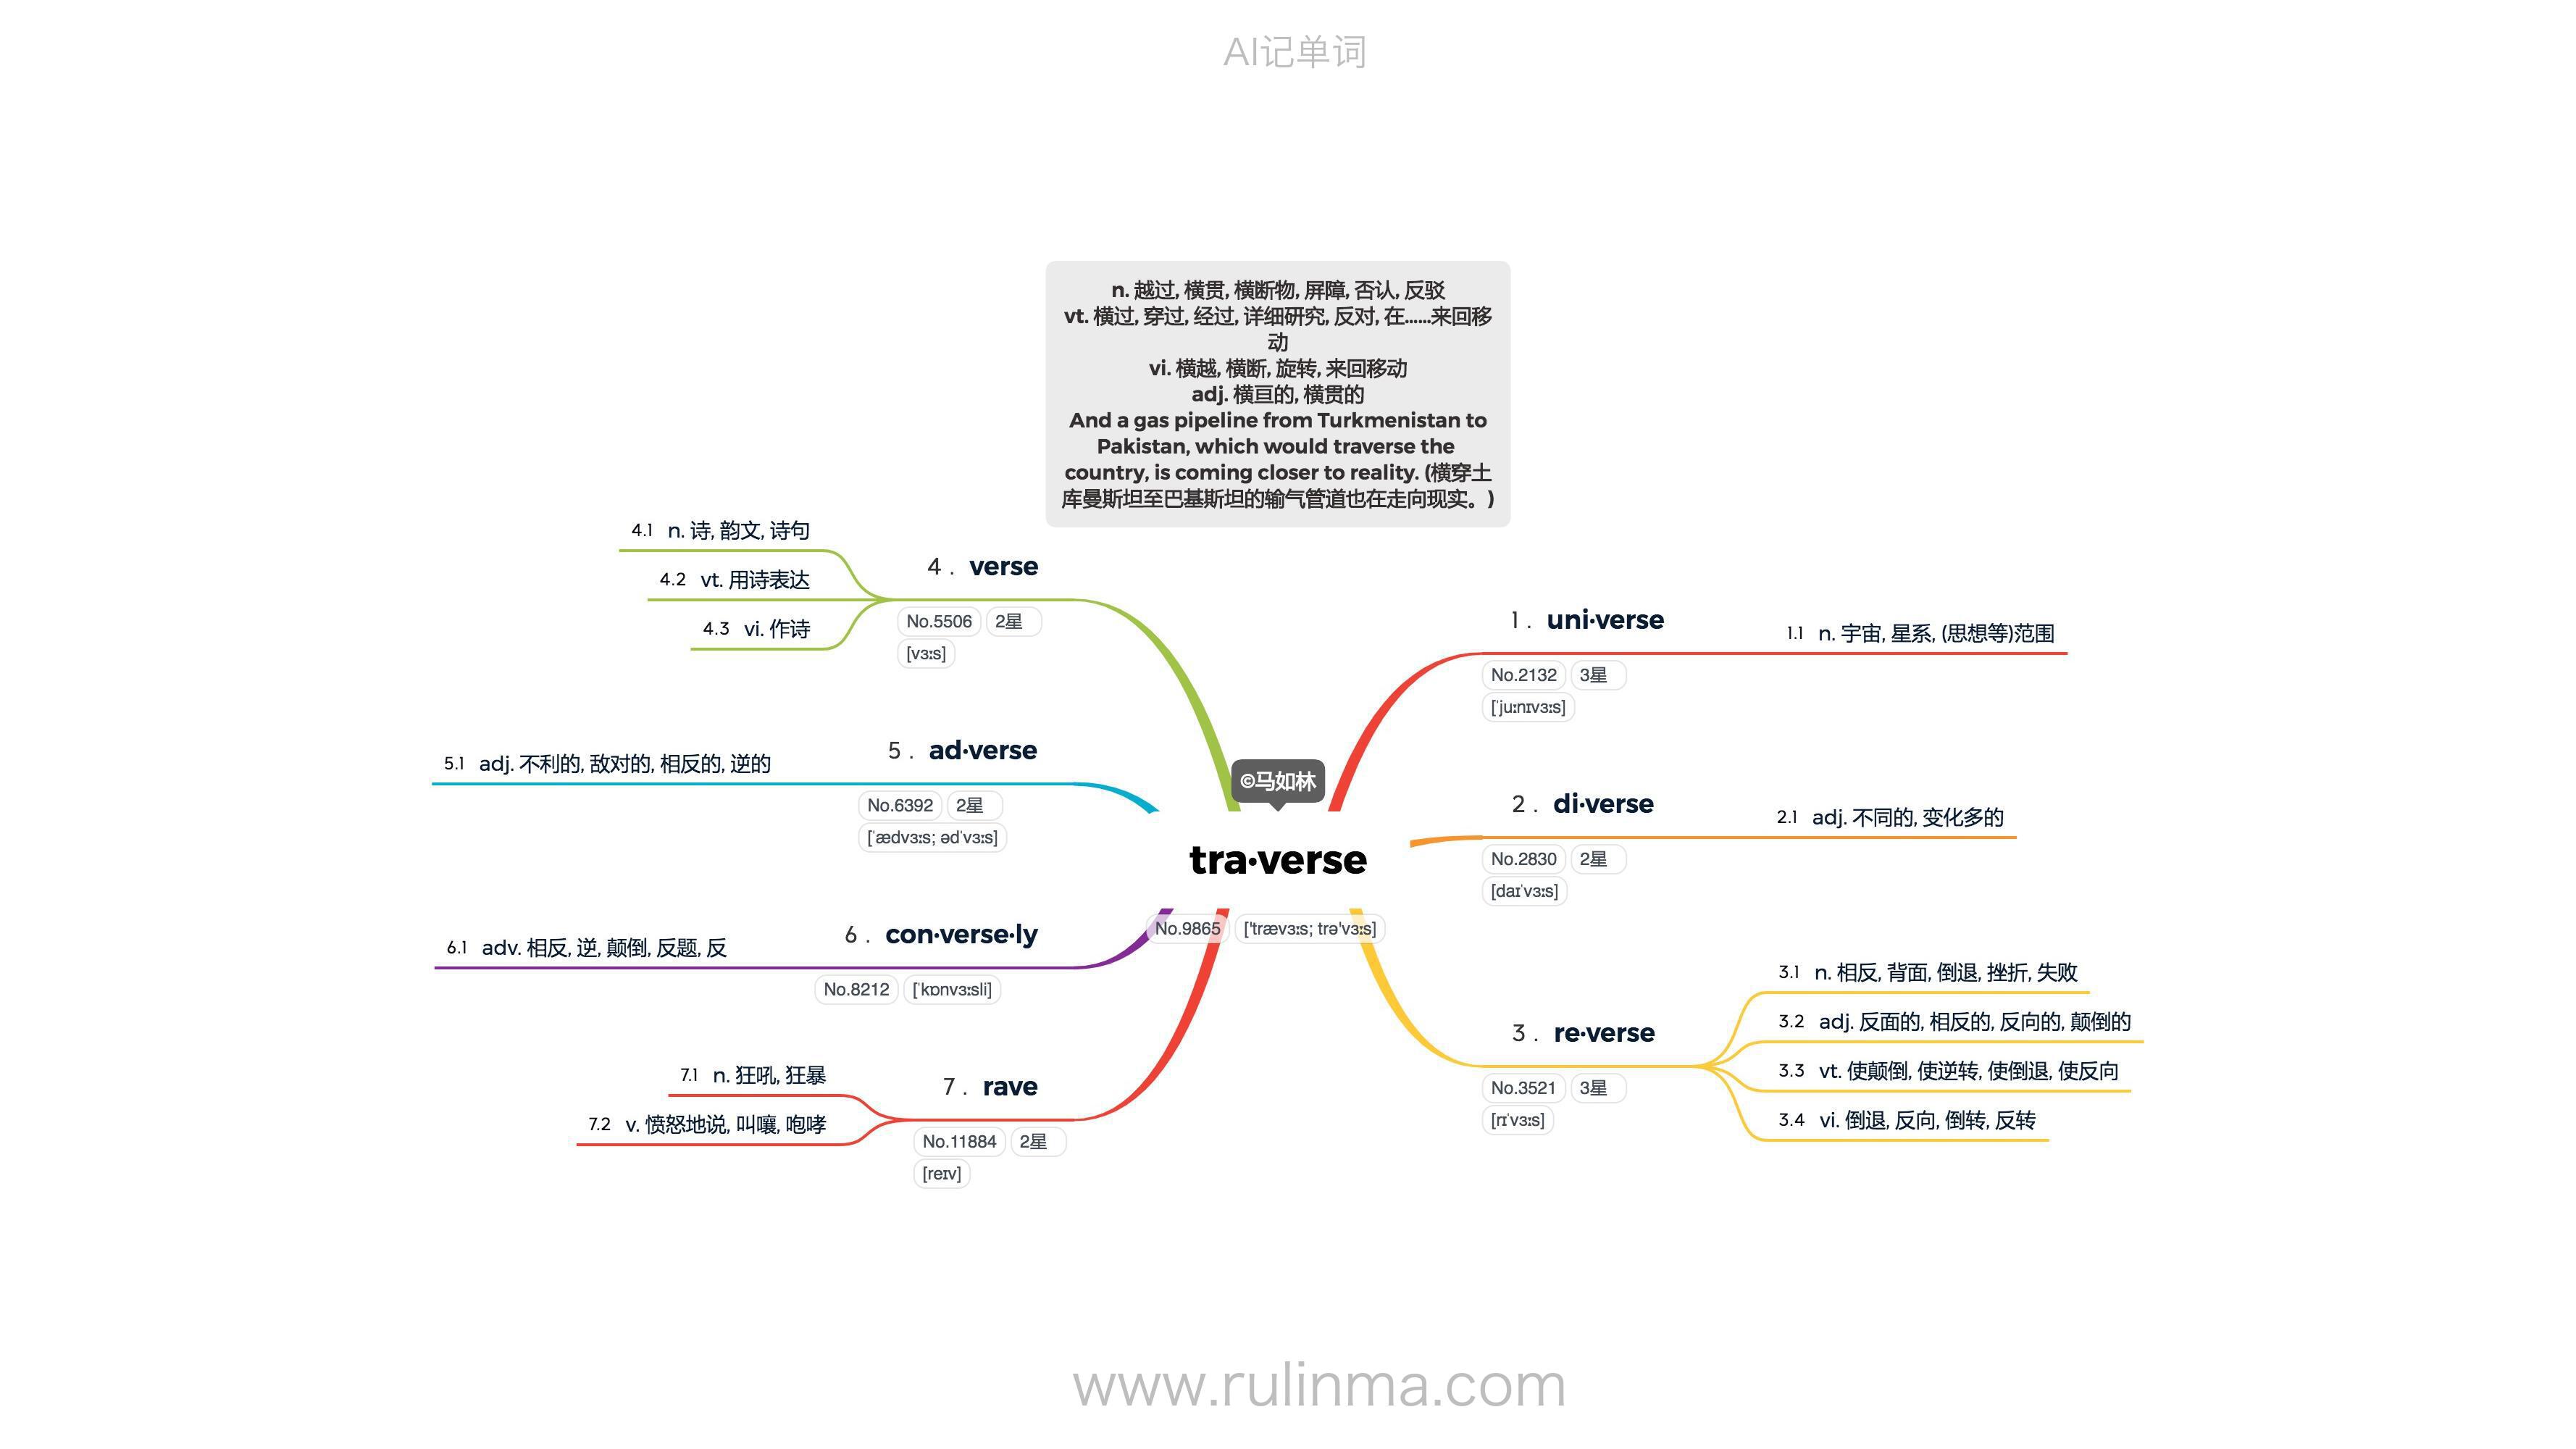 AI记单词
n. 越过, 横贯, 横断物, 屏障, 否认, 反驳
vt. 横过, 穿过, 经过, 详细研究, 反对, 在……来回移
动
vi. 横越, 横断, 旋转, 来回移动
adj. 横亘的, 横贯的
And a gas pipeline from Turkmenistan to
Pakistan, which would traverse the
country, is coming closer to reality. (横穿土
库曼斯坦至巴基斯坦的输气管道也在走向现实。)
©马如林
tra·verse
No.9865 ['trævɜːs; trə'vɜːs]
1. uni·verse
No.2132 3星
[ˈjuːnɪvɜːs]
1.1 n. 宇宙, 星系, (思想等)范围
2. di·verse
No.2830 2星
[daɪˈvɜːs]
2.1 adj. 不同的, 变化多的
3. re·verse
No.3521 3星
[rɪˈvɜːs]
3.1 n. 相反, 背面, 倒退, 挫折, 失败
3.2 adj. 反面的, 相反的, 反向的, 颠倒的
3.3 vt. 使颠倒, 使逆转, 使倒退, 使反向
3.4 vi. 倒退, 反向, 倒转, 反转
4. verse
No.5506 2星
[vɜːs]
4.1 n. 诗, 韵文, 诗句
4.2 vt. 用诗表达
4.3 vi. 作诗
5. ad·verse
No.6392 2星
[ˈædvɜːs; ədˈvɜːs]
5.1 adj. 不利的, 敌对的, 相反的, 逆的
6. con·verse·ly
No.8212 [ˈkɒnvɜːsli]
6.1 adv. 相反, 逆, 颠倒, 反题, 反
7. rave
No.11884 2星
[reɪv]
7.1 n. 狂吼, 狂暴
7.2 v. 愤怒地说, 叫嚷, 咆哮
www.rulinma.com